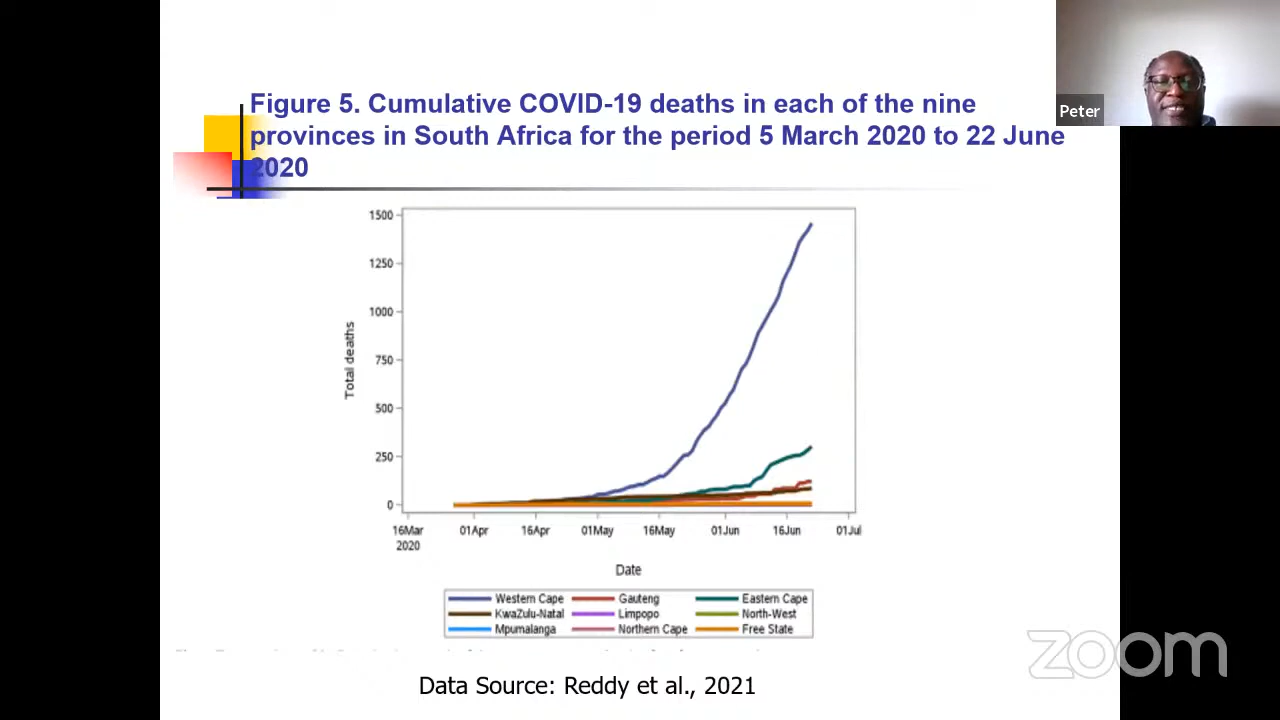 Figure 5. Cumulative COVID-19 deaths in each of the nine
provinces in South Africa for the period 5 March 2020 to 22 June
2020
Peter
1500
1250
1000
750
500
250
0
Total deaths
16Mar 01Apr 16Apr 01May 16May 01Jun 16Jun 01Jul
2020
Date
Western Cape Gauteng Eastern Cape
KwaZulu-Natal Limpopo North-West
Mpumalanga Northern Cape Free State
Data Source: Reddy et al., 2021
zoom